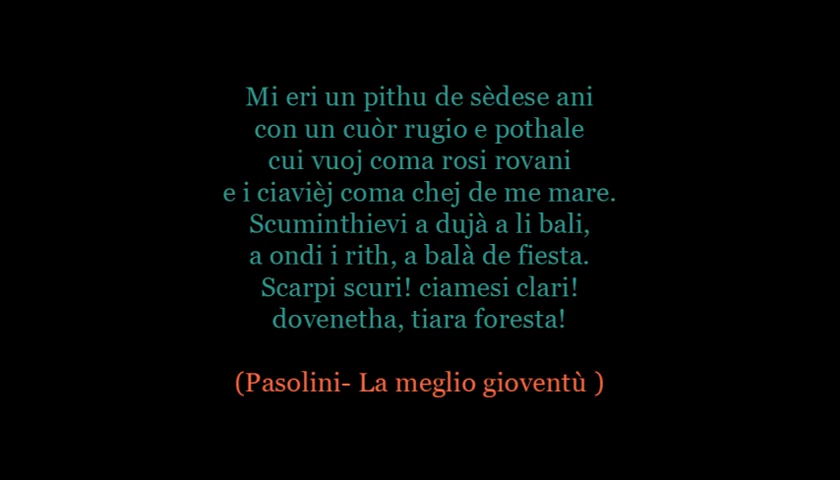 Mi eri un pithu de sèdese ani
con un cuòr rugio e pothale
cui vuoj coma rosi rovani
e i ciavièj coma chej de me mare.
Scuminthievi a dujà a li bali,
a ondi i rith, a balà de fiesta.
Scarpi scuri! ciamesi clari!
dovenetha, tiara foresta!
(Pasolini- La meglio gioventù )